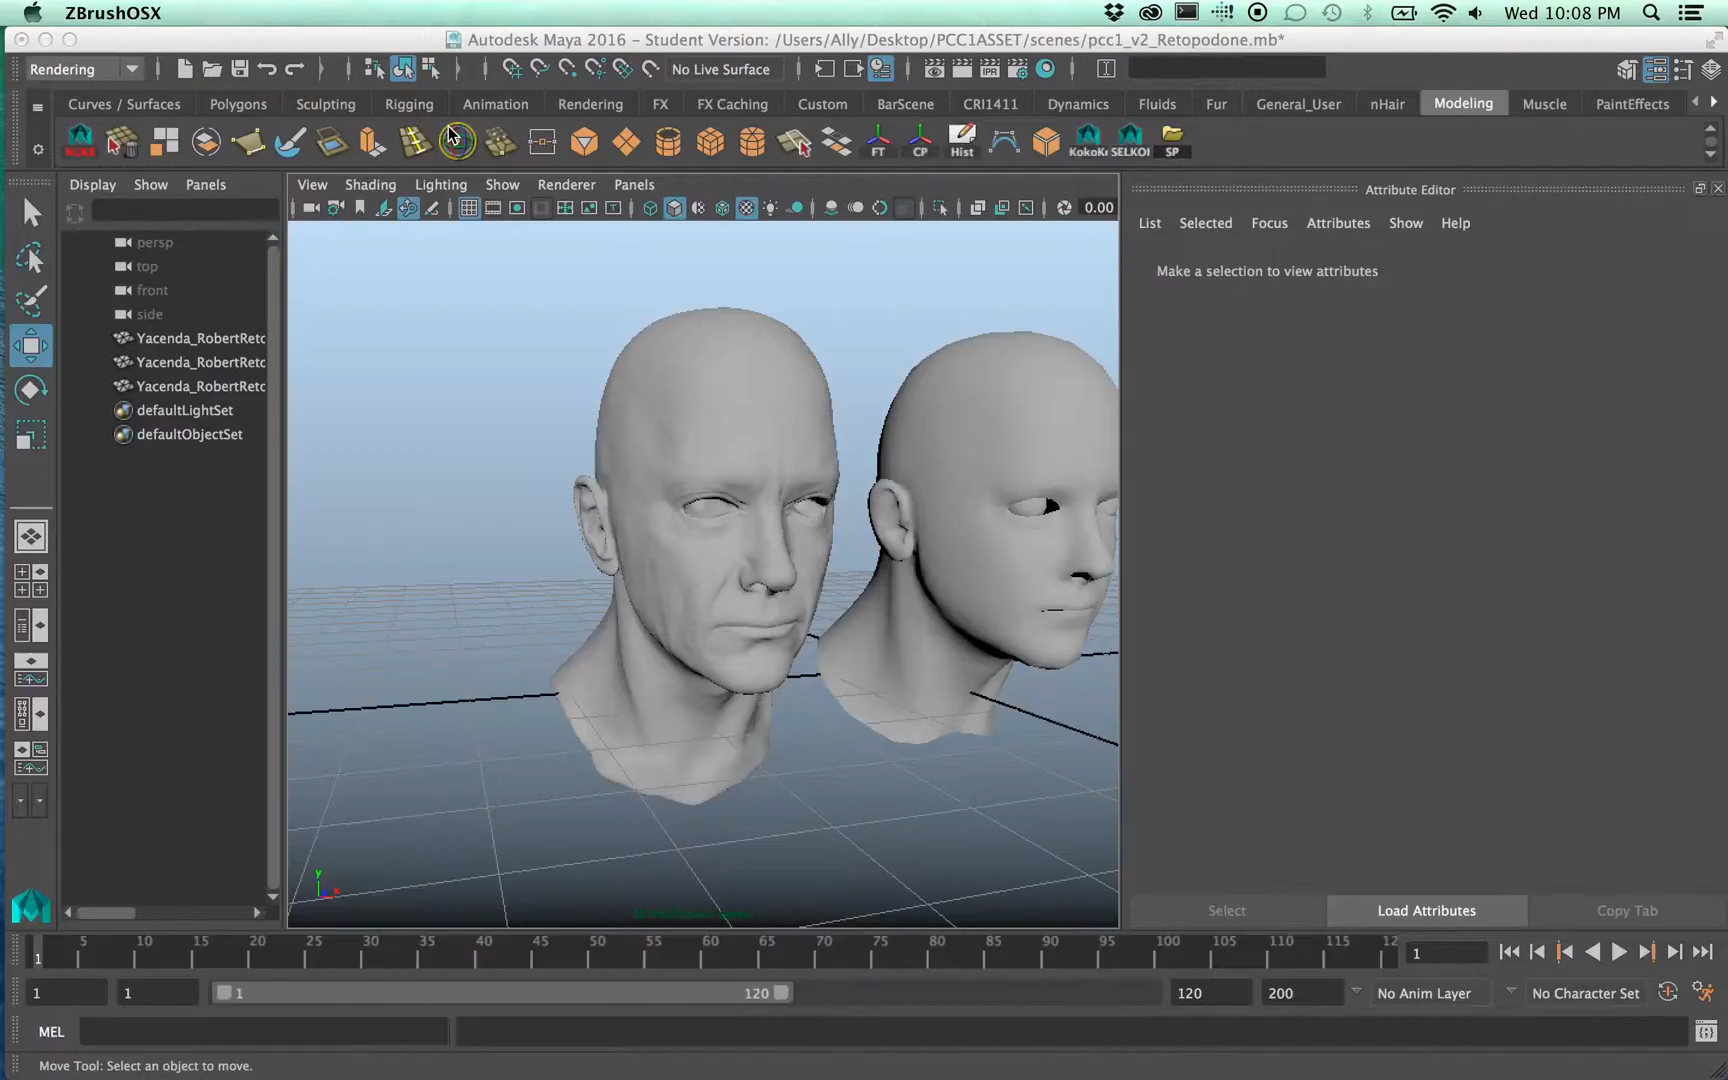 ZBrushOSX
Wed 10:08 PM
Autodesk Maya 2016 – Student Version: /Users/Ally/Desktop/PCC1ASSET/scenes/pcc1_v2_Retopodone.mb*
Rendering
No Live Surface
IPR
Curves / Surfaces
Polygons
Sculpting
Rigging
Animation
Rendering
FX
FX Caching
Custom
BarScene
CRI1411
Dynamics
Fluids
Fur
General_User
nHair
Modeling
Muscle
PaintEffects
FT
CP
Hist
SELKOI
SP
Display
Show
Panels
View
Shading
Lighting
Show
Renderer
Panels
Attribute Editor
0.00
List
Selected
Focus
Attributes
Show
Help
Make a selection to view attributes
persp
top
front
side
Yacenda_RobertReto
Yacenda_RobertReto
Yacenda_RobertReto
defaultLightSet
defaultObjectSet
y
Select
Load Attributes
Copy Tab
1
5
10
15
20
25
30
35
40
45
50
55
60
65
70
75
80
85
90
95
100
105
110
115
12
1
1
1
1
120
120
200
No Anim Layer
No Character Set
MEL
Move Tool: Select an object to move.